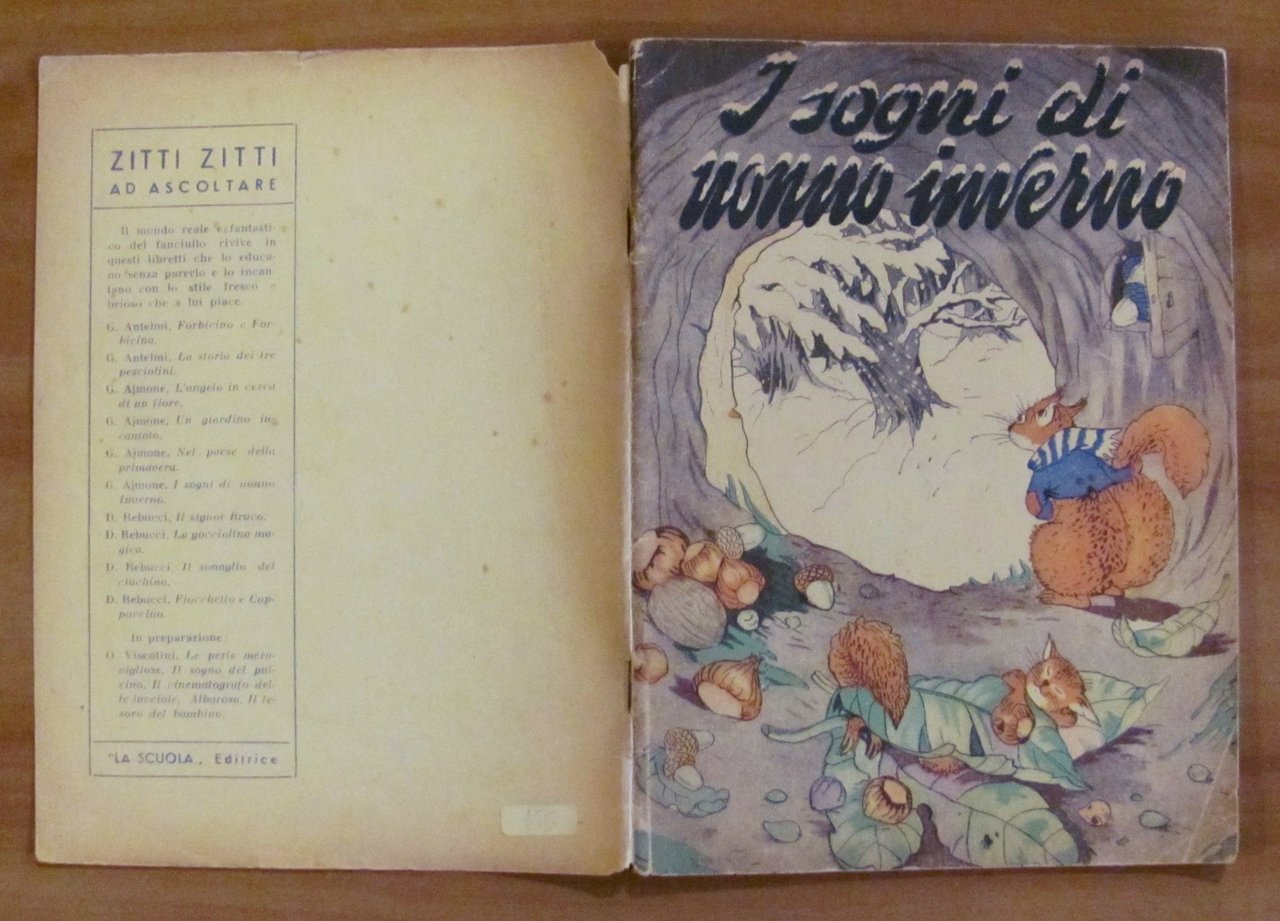 ZITTI ZITTI
AD ASCOLTARE
Il mondo reale e fantasti-
co del fanciullo rivive in
questi libretti che lo educa-
no senza parerlo e lo incan-
tano con lo stile fresco e
brioso che a lui piace.
G. Antelmi, Forbicino e For-
bicina.
G. Antelmi, La storia dei tre
pesciolini.
G. Ajmone, L'angelo in cerca
di un fiore.
G. Ajmone, Un giardino in-
cantato.
G. Ajmone, Nel paese della
primavera.
G. Ajmone, I sogni di nonno
Inverno.
D. Rebucci, Il signor Bruco.
D. Rebucci, La gocciolina ma-
gica.
D. Rebucci, Il sonaglio del
ciuchino.
D. Rebucci, Fiocchetto e Cap-
puccino.
In preparazione:
O. Visentini, Le perle mera-
vigliose. Il sogno del pul-
cino. Il cinematografo del-
le lucciole. Albarosa. Il te-
soro del bambino.
"LA SCUOLA„ Editrice
I sogni di
nonno inverno